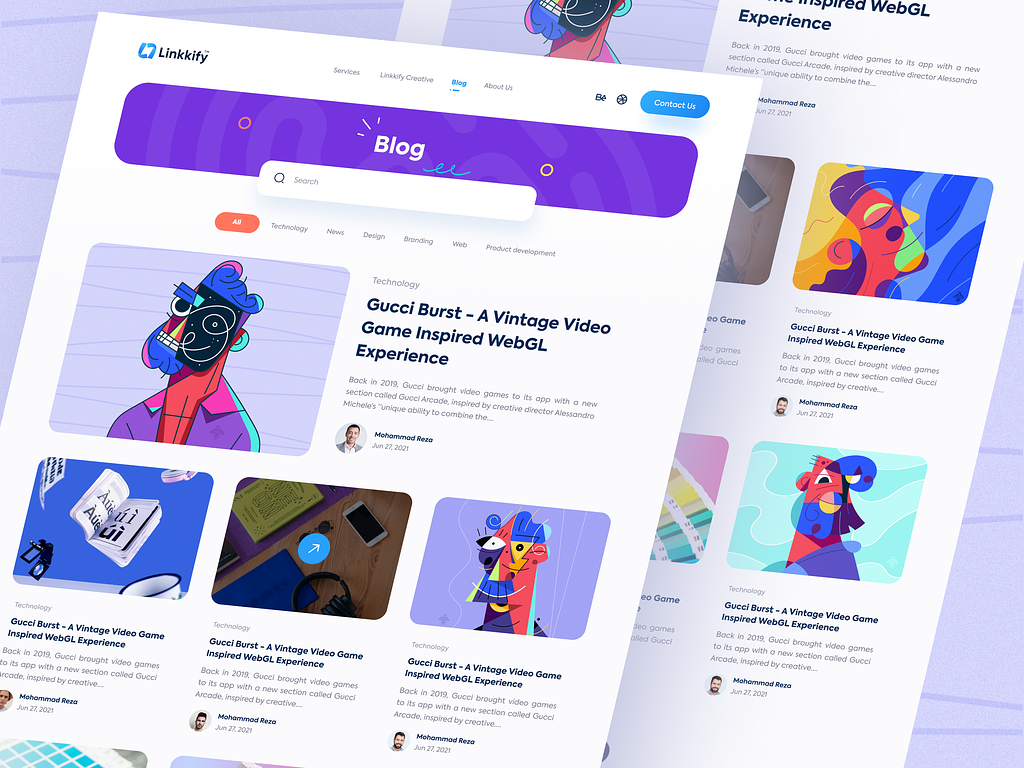 Linkkify™
Services
Linkkify Creative
Blog
About Us
Bē
Contact Us
Blog
Search
All
Technology
News
Design
Branding
Web
Product development
Technology
Gucci Burst - A Vintage Video
Game Inspired WebGL
Experience
Back in 2019, Gucci brought video games to its app with a new
section called Gucci Arcade, inspired by creative director Alessandro
Michele's "unique ability to combine the....
Mohammad Reza
Jun 27, 2021
Technology
Gucci Burst - A Vintage Video Game
Inspired WebGL Experience
Back in 2019, Gucci brought video games
to its app with a new section called Gucci
Arcade, inspired by creative....
Mohammad Reza
Jun 27, 2021
Technology
Gucci Burst - A Vintage Video Game
Inspired WebGL Experience
Back in 2019, Gucci brought video games
to its app with a new section called Gucci
Arcade, inspired by creative....
Mohammad Reza
Jun 27, 2021
Technology
Gucci Burst - A Vintage Video Game
Inspired WebGL Experience
Back in 2019, Gucci brought video games
to its app with a new section called Gucci
Arcade, inspired by creative....
Mohammad Reza
Jun 27, 2021
Game Inspired WebGL
Experience
Back in 2019, Gucci brought video games to its app with a new
section called Gucci Arcade, inspired by creative director Alessandro
Michele's "unique ability to combine the....
Mohammad Reza
Jun 27, 2021
Video Game
games
called Gucci
Technology
Gucci Burst - A Vintage Video Game
Inspired WebGL Experience
Back in 2019, Gucci brought video games
to its app with a new section called Gucci
Arcade, inspired by creative....
Mohammad Reza
Jun 27, 2021
Video Game
games
called Gucci
Technology
Gucci Burst - A Vintage Video Game
Inspired WebGL Experience
Back in 2019, Gucci brought video games
to its app with a new section called Gucci
Arcade, inspired by creative....
Mohammad Reza
Jun 27, 2021